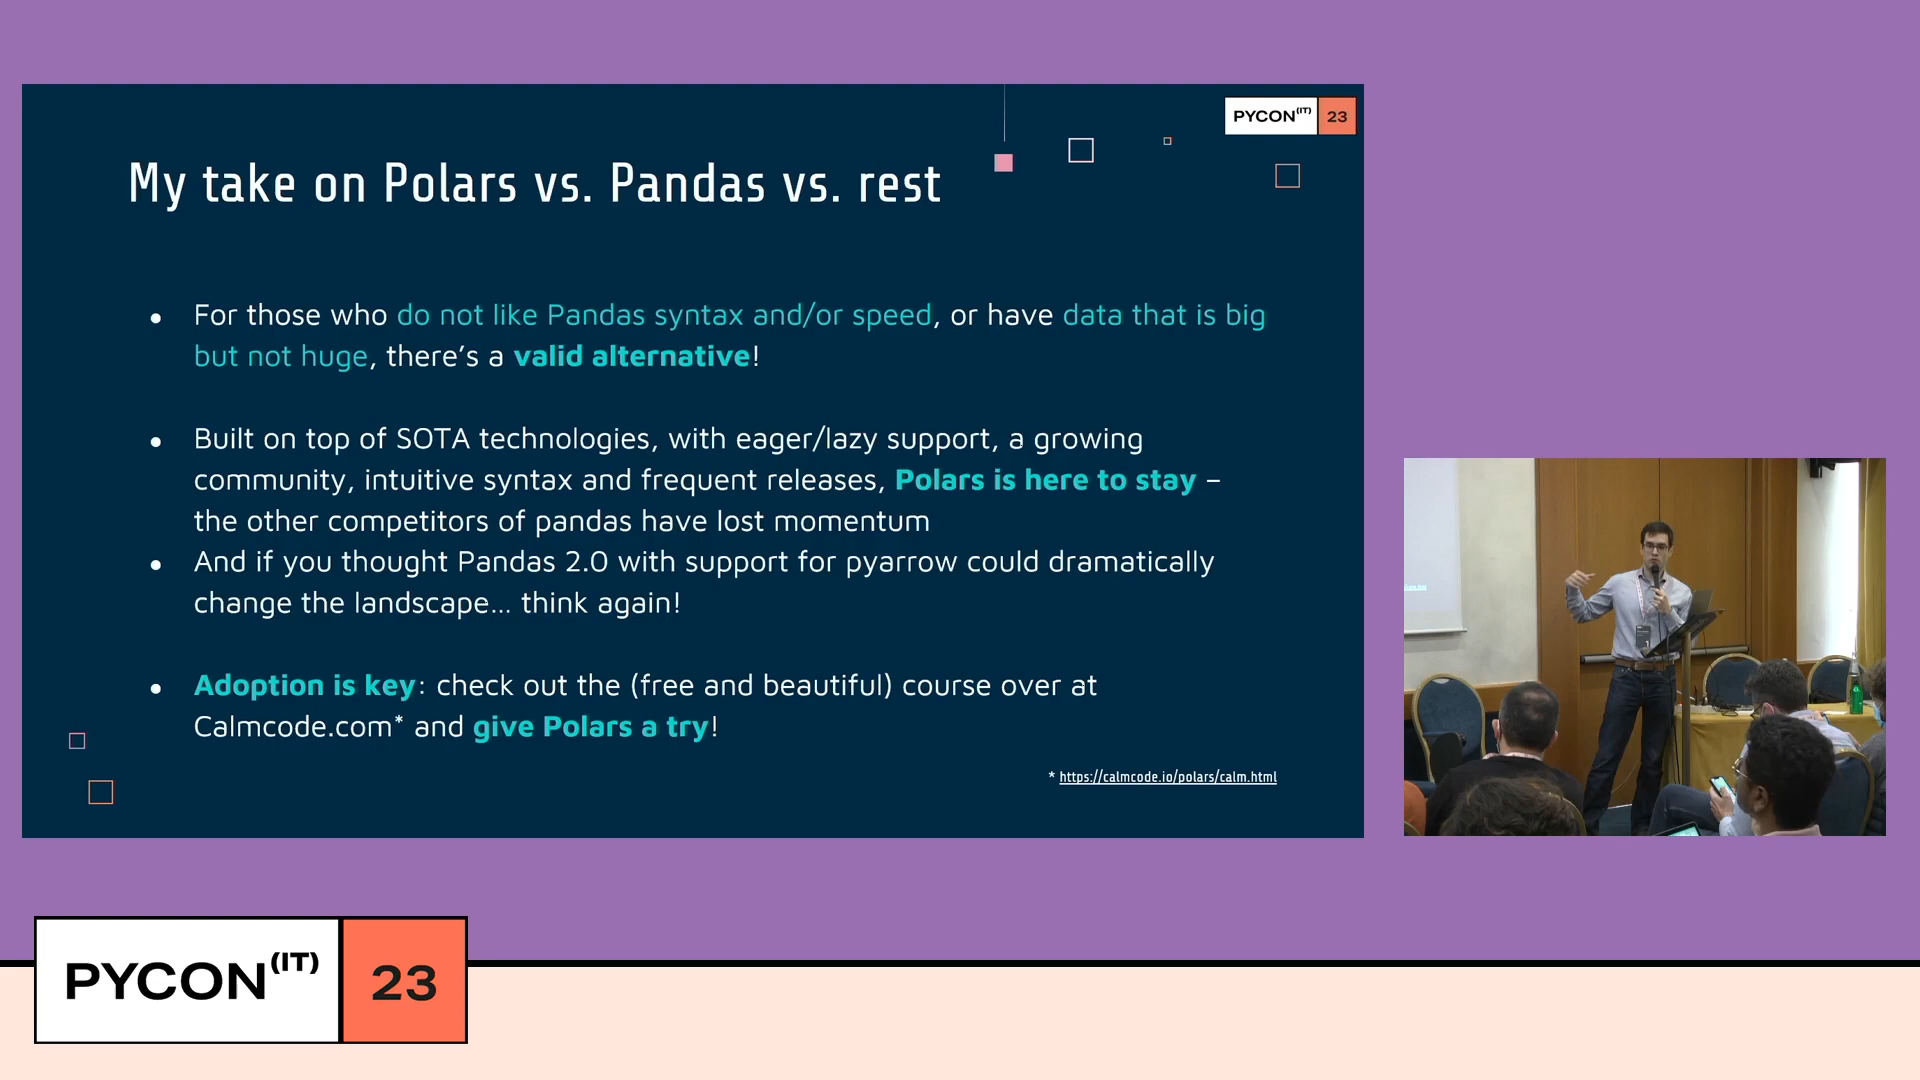 PYCON(IT) 23
My take on Polars vs. Pandas vs. rest
● For those who do not like Pandas syntax and/or speed, or have data that is big
but not huge, there’s a valid alternative!
● Built on top of SOTA technologies, with eager/lazy support, a growing
community, intuitive syntax and frequent releases, Polars is here to stay –
the other competitors of pandas have lost momentum
● And if you thought Pandas 2.0 with support for pyarrow could dramatically
change the landscape... think again!
● Adoption is key: check out the (free and beautiful) course over at
Calmcode.com* and give Polars a try!
* https://calmcode.io/polars/calm.html
PYCON(IT) 23